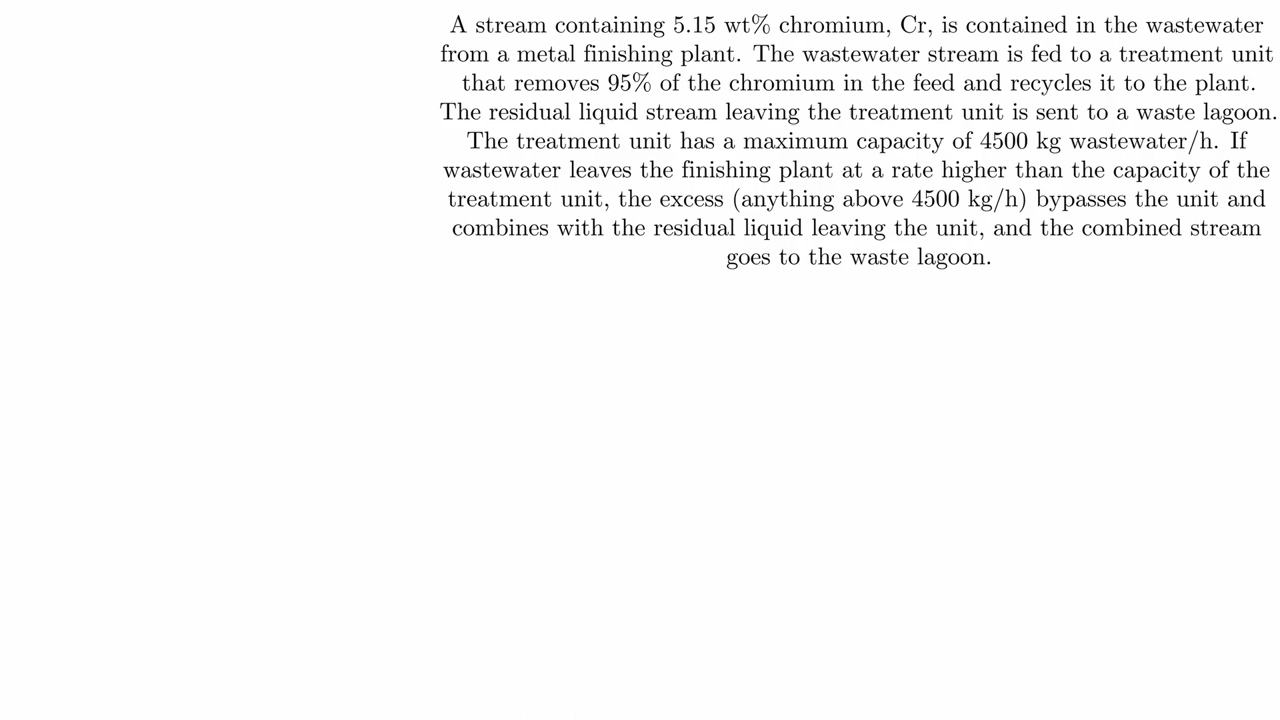 A stream containing 5.15 wt% chromium, Cr, is contained in the wastewater
from a metal finishing plant. The wastewater stream is fed to a treatment unit
that removes 95% of the chromium in the feed and recycles it to the plant.
The residual liquid stream leaving the treatment unit is sent to a waste lagoon.
The treatment unit has a maximum capacity of 4500 kg wastewater/h. If
wastewater leaves the finishing plant at a rate higher than the capacity of the
treatment unit, the excess (anything above 4500 kg/h) bypasses the unit and
combines with the residual liquid leaving the unit, and the combined stream
goes to the waste lagoon.